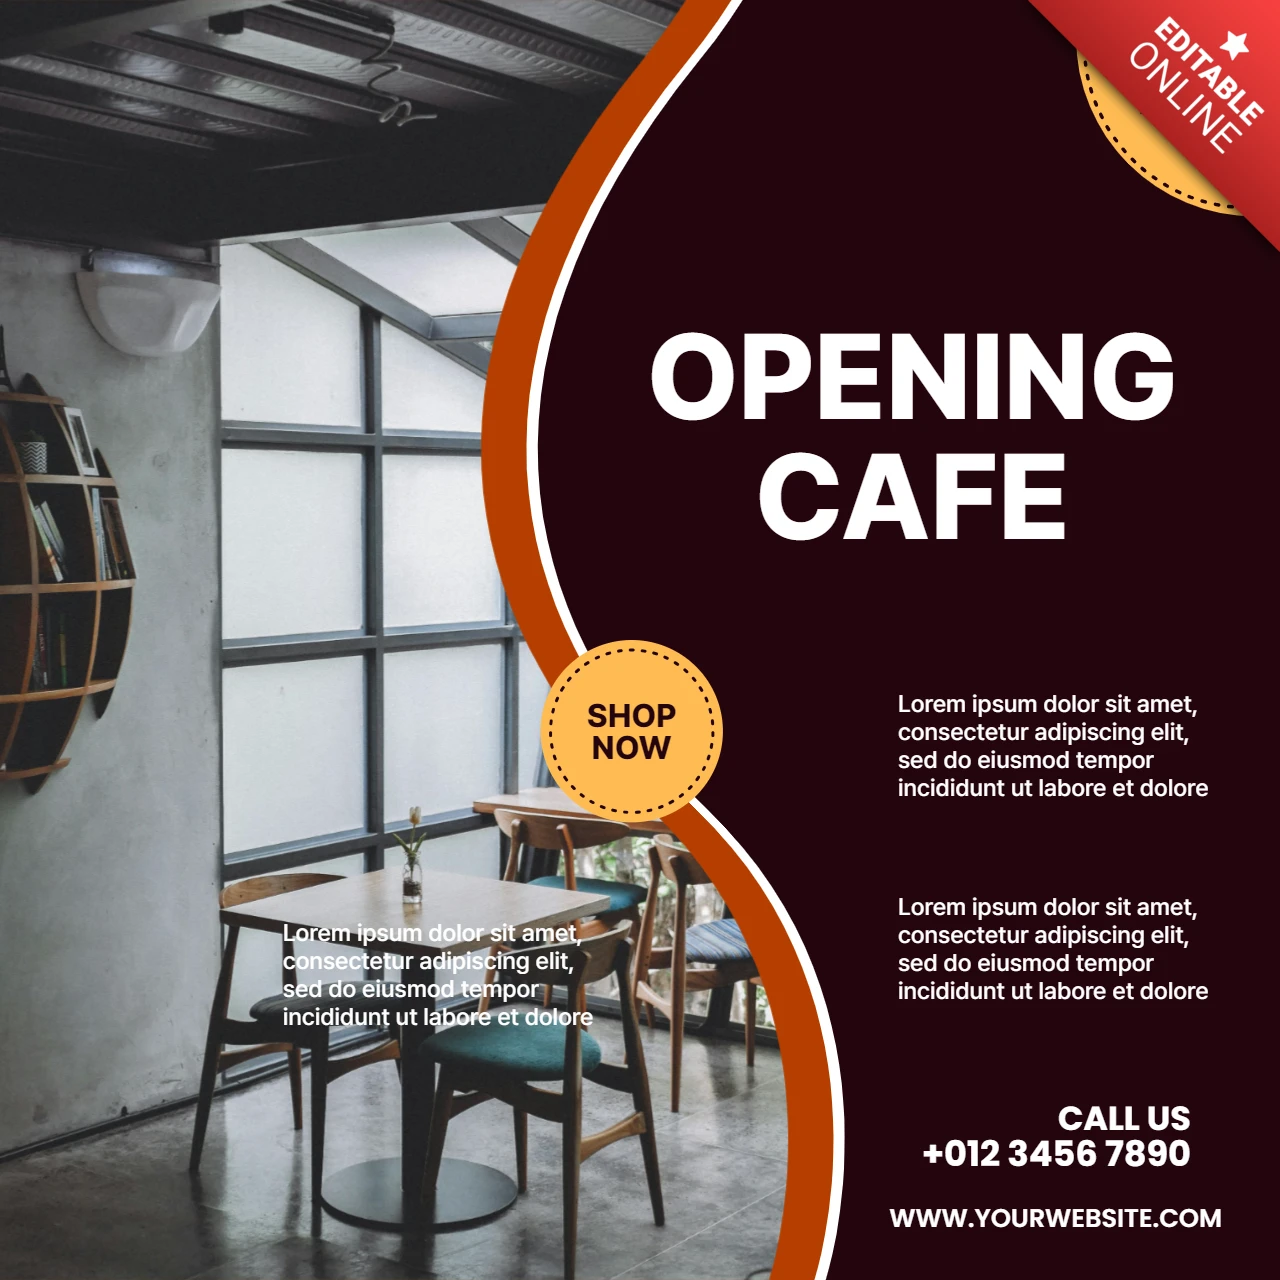 EDITABLE
ONLINE
OPENING
CAFE
SHOP
NOW
Lorem ipsum dolor sit amet,
consectetur adipiscing elit,
sed do eiusmod tempor
incididunt ut labore et dolore
Lorem ipsum dolor sit amet,
consectetur adipiscing elit,
sed do eiusmod tempor
incididunt ut labore et dolore
Lorem ipsum dolor sit amet,
consectetur adipiscing elit,
sed do eiusmod tempor
incididunt ut labore et dolore
CALL US
+012 3456 7890
WWW.YOURWEBSITE.COM